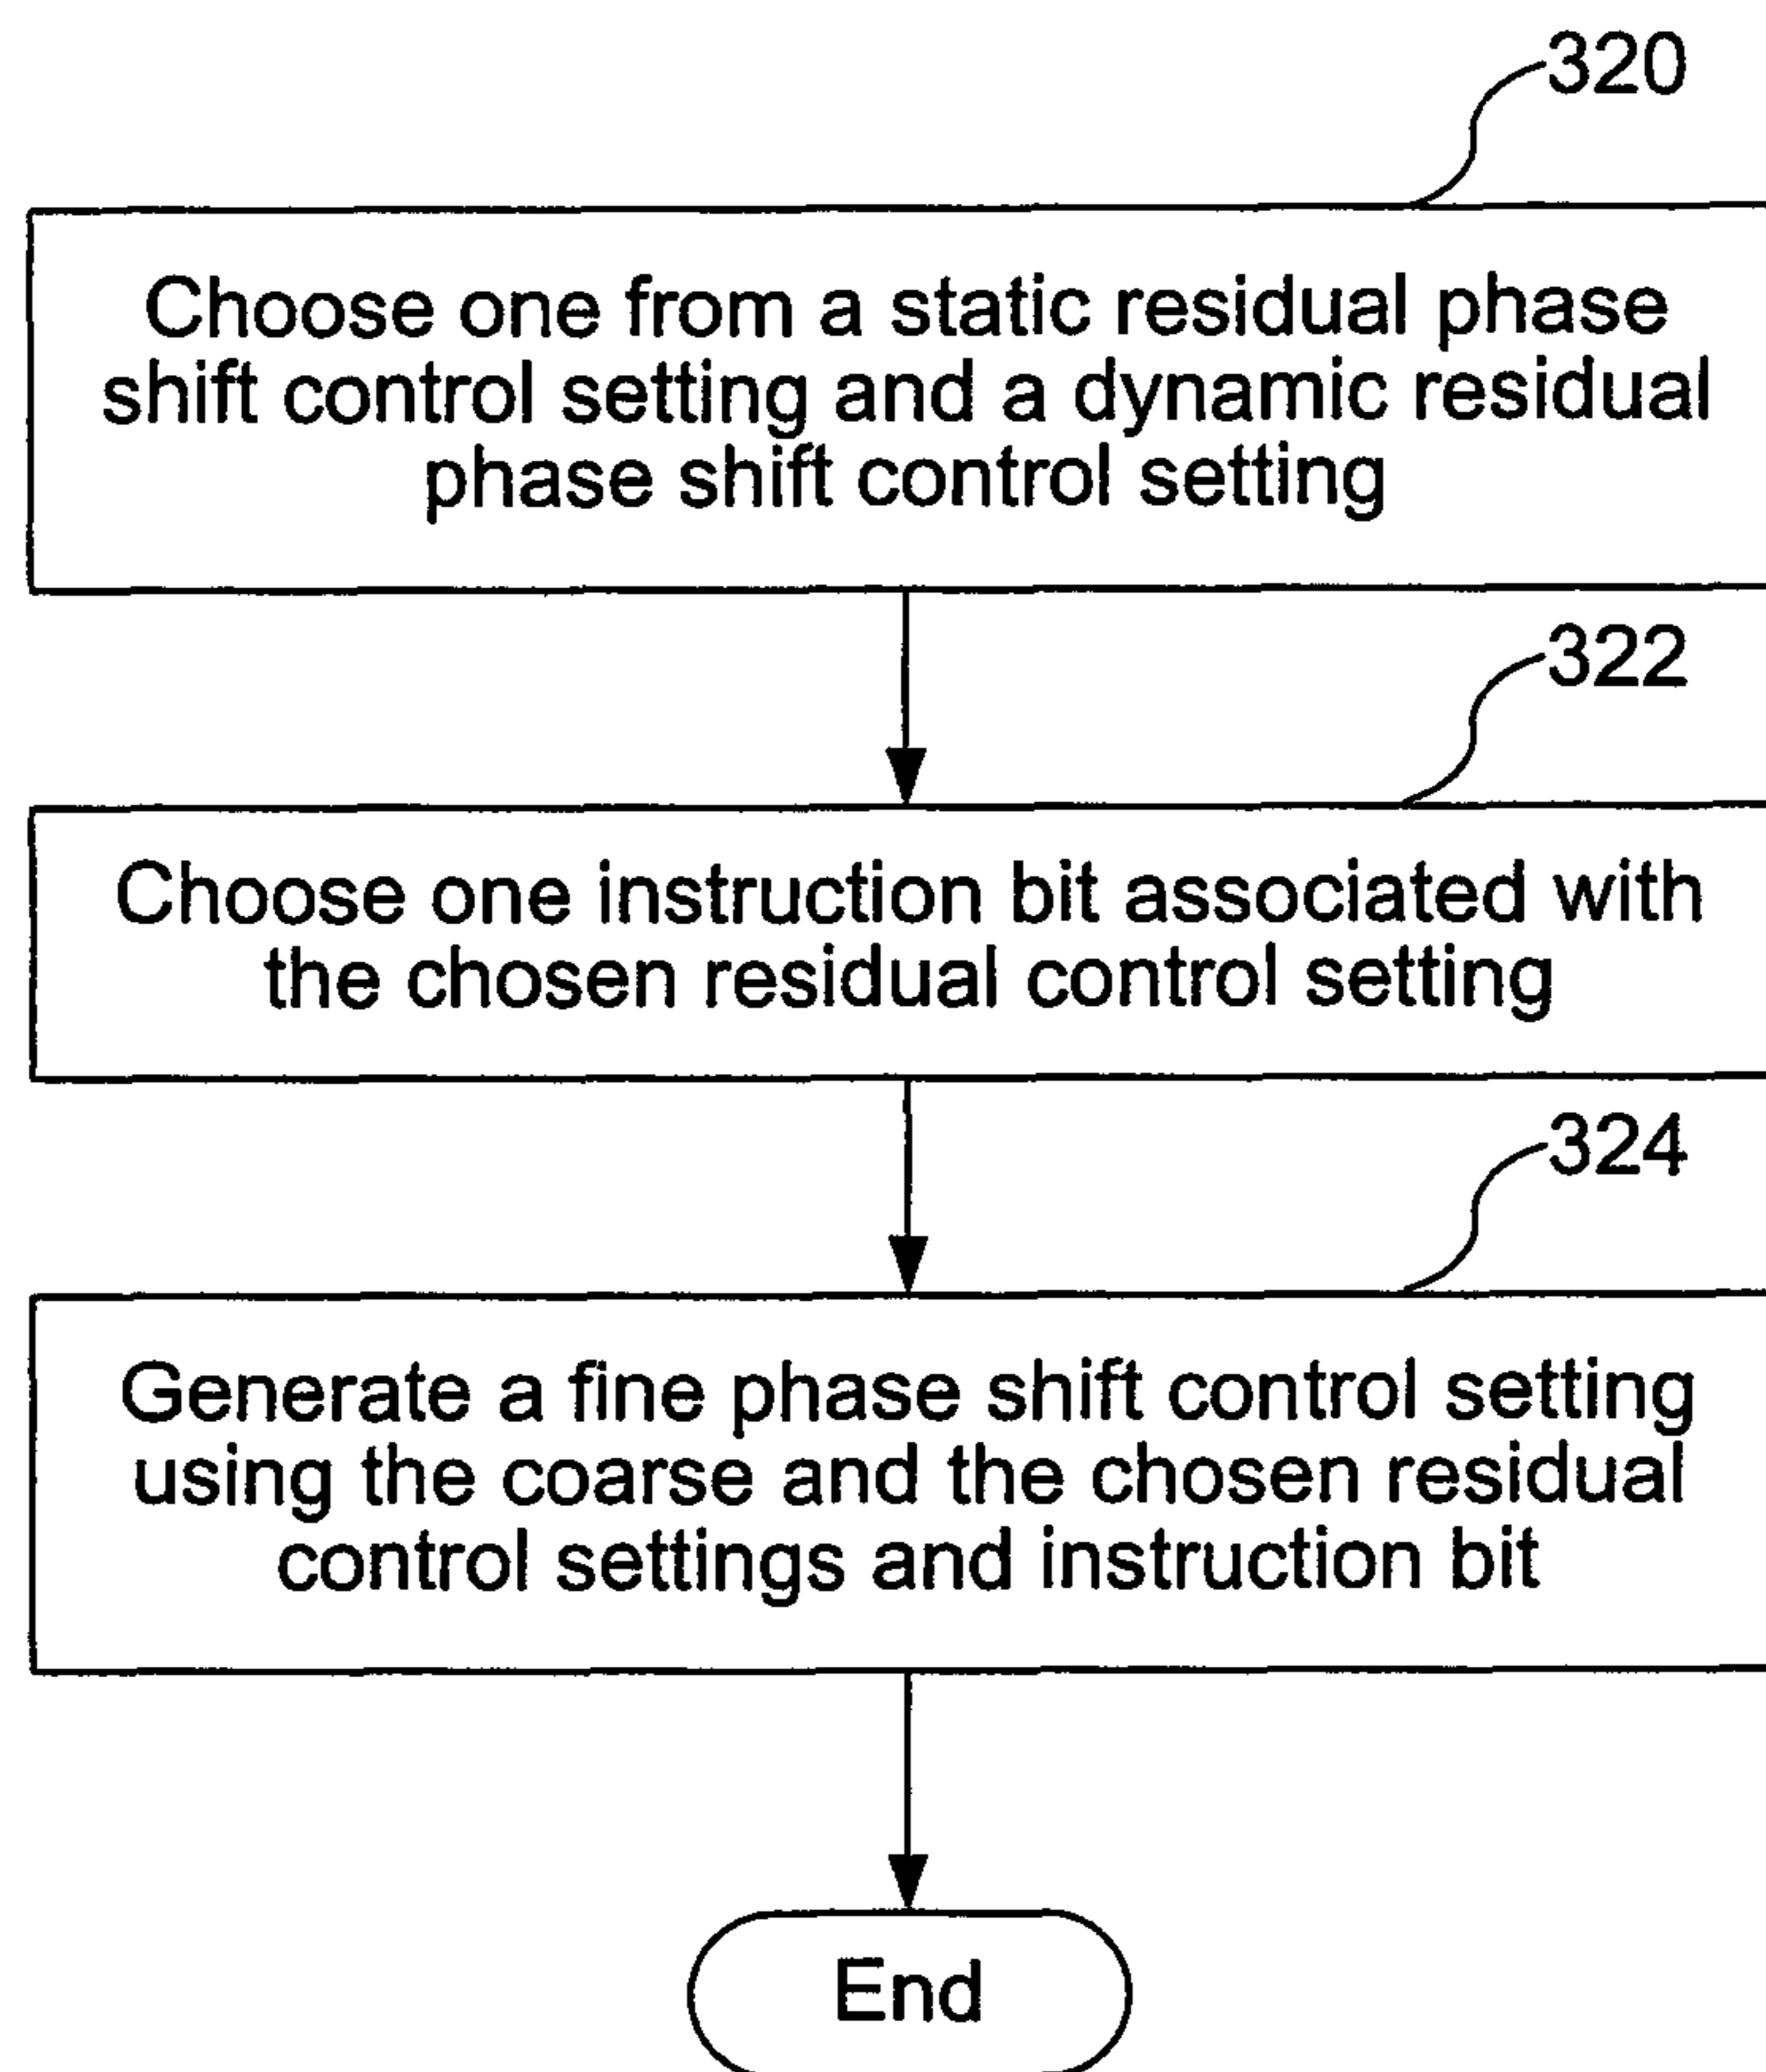 320
Choose one from a static residual phase
shift control setting and a dynamic residual
phase shift control setting
322
Choose one instruction bit associated with
the chosen residual control setting
324
Generate a fine phase shift control setting
using the coarse and the chosen residual
control settings and instruction bit
End